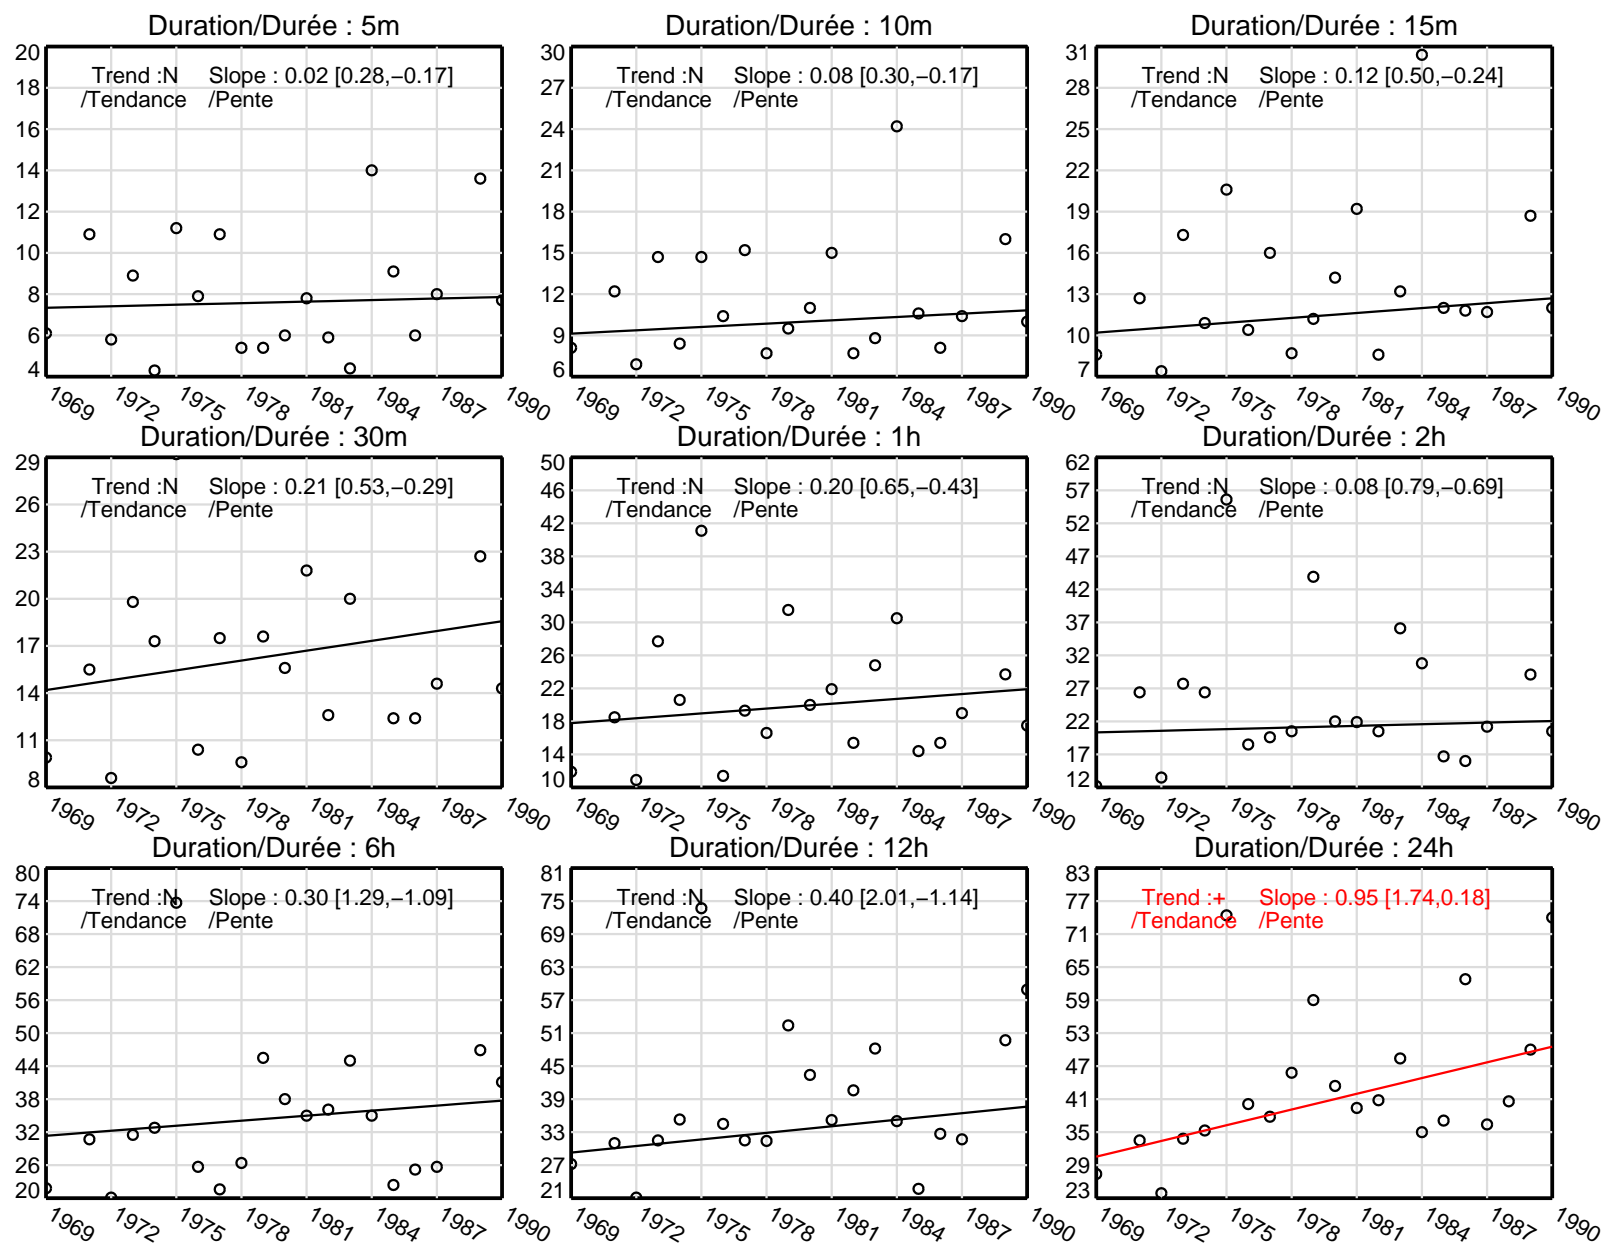 Duration/Durée : 5m
20
18
16
14
12
10
8
6
4
Trend :N Slope : 0.02 [0.28,−0.17]
/Tendance /Pente
1969 1972 1975 1978 1981 1984 1987 1990
Duration/Durée : 10m
30
27
24
21
18
15
12
9
6
Trend :N Slope : 0.08 [0.30,−0.17]
/Tendance /Pente
1969 1972 1975 1978 1981 1984 1987 1990
Duration/Durée : 15m
31
28
25
22
19
16
13
10
7
Trend :N Slope : 0.12 [0.50,−0.24]
/Tendance /Pente
1969 1972 1975 1978 1981 1984 1987 1990
Duration/Durée : 30m
29
26
23
20
17
14
11
8
Trend :N Slope : 0.21 [0.53,−0.29]
/Tendance /Pente
1969 1972 1975 1978 1981 1984 1987 1990
Duration/Durée : 1h
50
46
42
38
34
30
26
22
18
14
10
Trend :N Slope : 0.20 [0.65,−0.43]
/Tendance /Pente
1969 1972 1975 1978 1981 1984 1987 1990
Duration/Durée : 2h
62
57
52
47
42
37
32
27
22
17
12
Trend :N Slope : 0.08 [0.79,−0.69]
/Tendance /Pente
1969 1972 1975 1978 1981 1984 1987 1990
Duration/Durée : 6h
80
74
68
62
56
50
44
38
32
26
20
Trend :N Slope : 0.30 [1.29,−1.09]
/Tendance /Pente
1969 1972 1975 1978 1981 1984 1987 1990
Duration/Durée : 12h
81
75
69
63
57
51
45
39
33
27
21
Trend :N Slope : 0.40 [2.01,−1.14]
/Tendance /Pente
1969 1972 1975 1978 1981 1984 1987 1990
Duration/Durée : 24h
83
77
71
65
59
53
47
41
35
29
23
Trend :+ Slope : 0.95 [1.74,0.18]
/Tendance /Pente
1969 1972 1975 1978 1981 1984 1987 1990